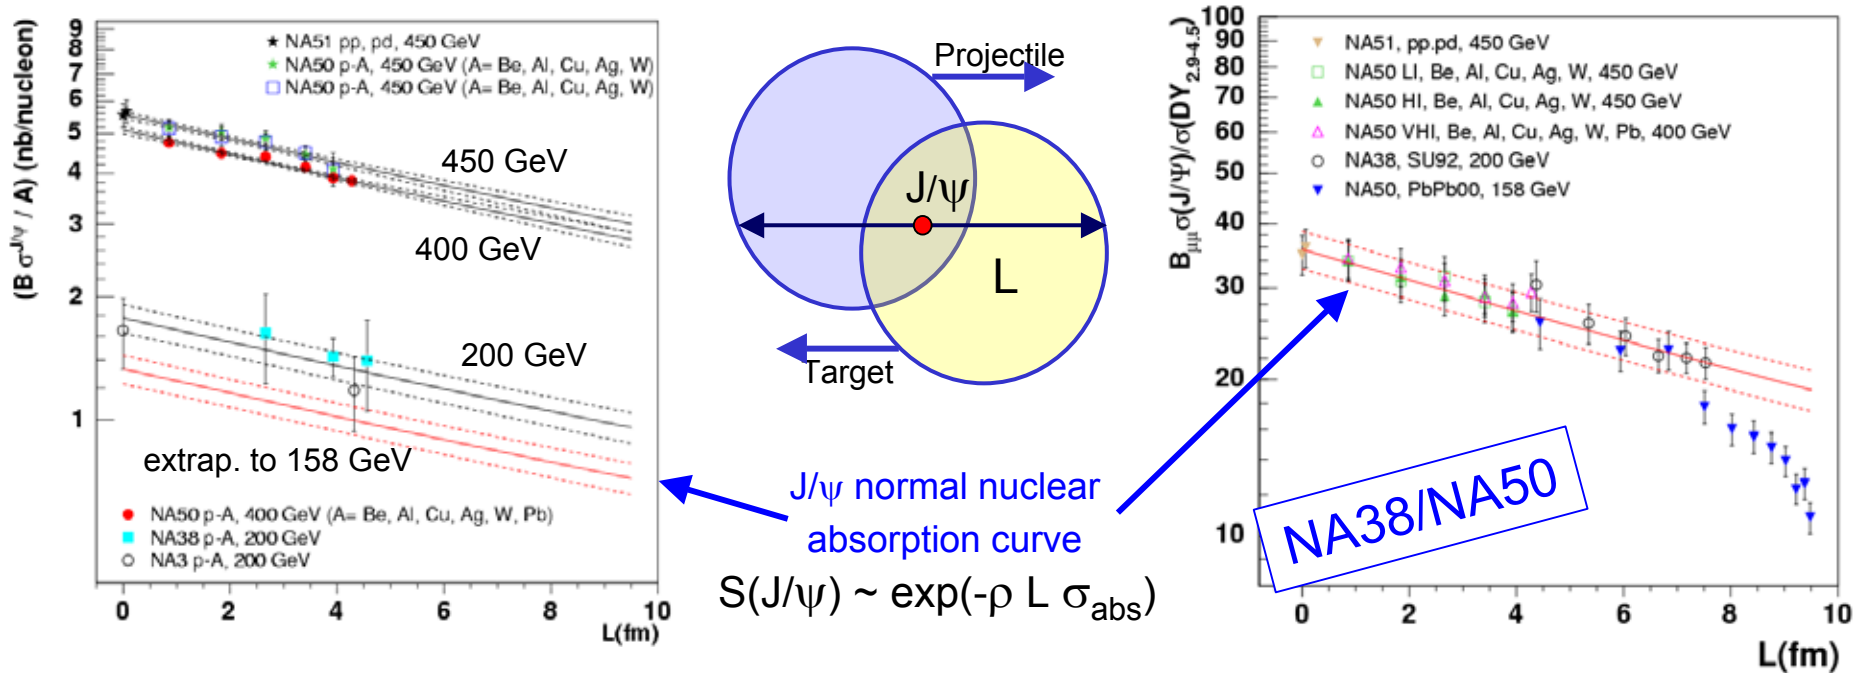 (B σ^J/ψ / A) (nb/nucleon)
9
8
7
6
5
4
3
2
1
NA51 pp, pd, 450 GeV
NA50 p-A, 450 GeV (A= Be, Al, Cu, Ag, W)
NA50 p-A, 450 GeV (A= Be, Al, Cu, Ag, W)
450 GeV
400 GeV
200 GeV
extrap. to 158 GeV
NA50 p-A, 400 GeV (A= Be, Al, Cu, Ag, W, Pb)
NA38 p-A, 200 GeV
NA3 p-A, 200 GeV
0 2 4 6 8 10
L(fm)
Projectile
J/ψ
L
Target
J/ψ normal nuclear
absorption curve
S(J/ψ) ~ exp(-ρ L σabs)
Bμμσ(J/Ψ)/σ(DY2.9-4.5)
100
90
80
70
60
50
40
30
20
10
NA51, pp.pd, 450 GeV
NA50 LI, Be, Al, Cu, Ag, W, 450 GeV
NA50 HI, Be, Al, Cu, Ag, W, 450 GeV
NA50 VHI, Be, Al, Cu, Ag, W, Pb, 400 GeV
NA38, SU92, 200 GeV
NA50, PbPb00, 158 GeV
NA38/NA50
0 2 4 6 8 10
L(fm)